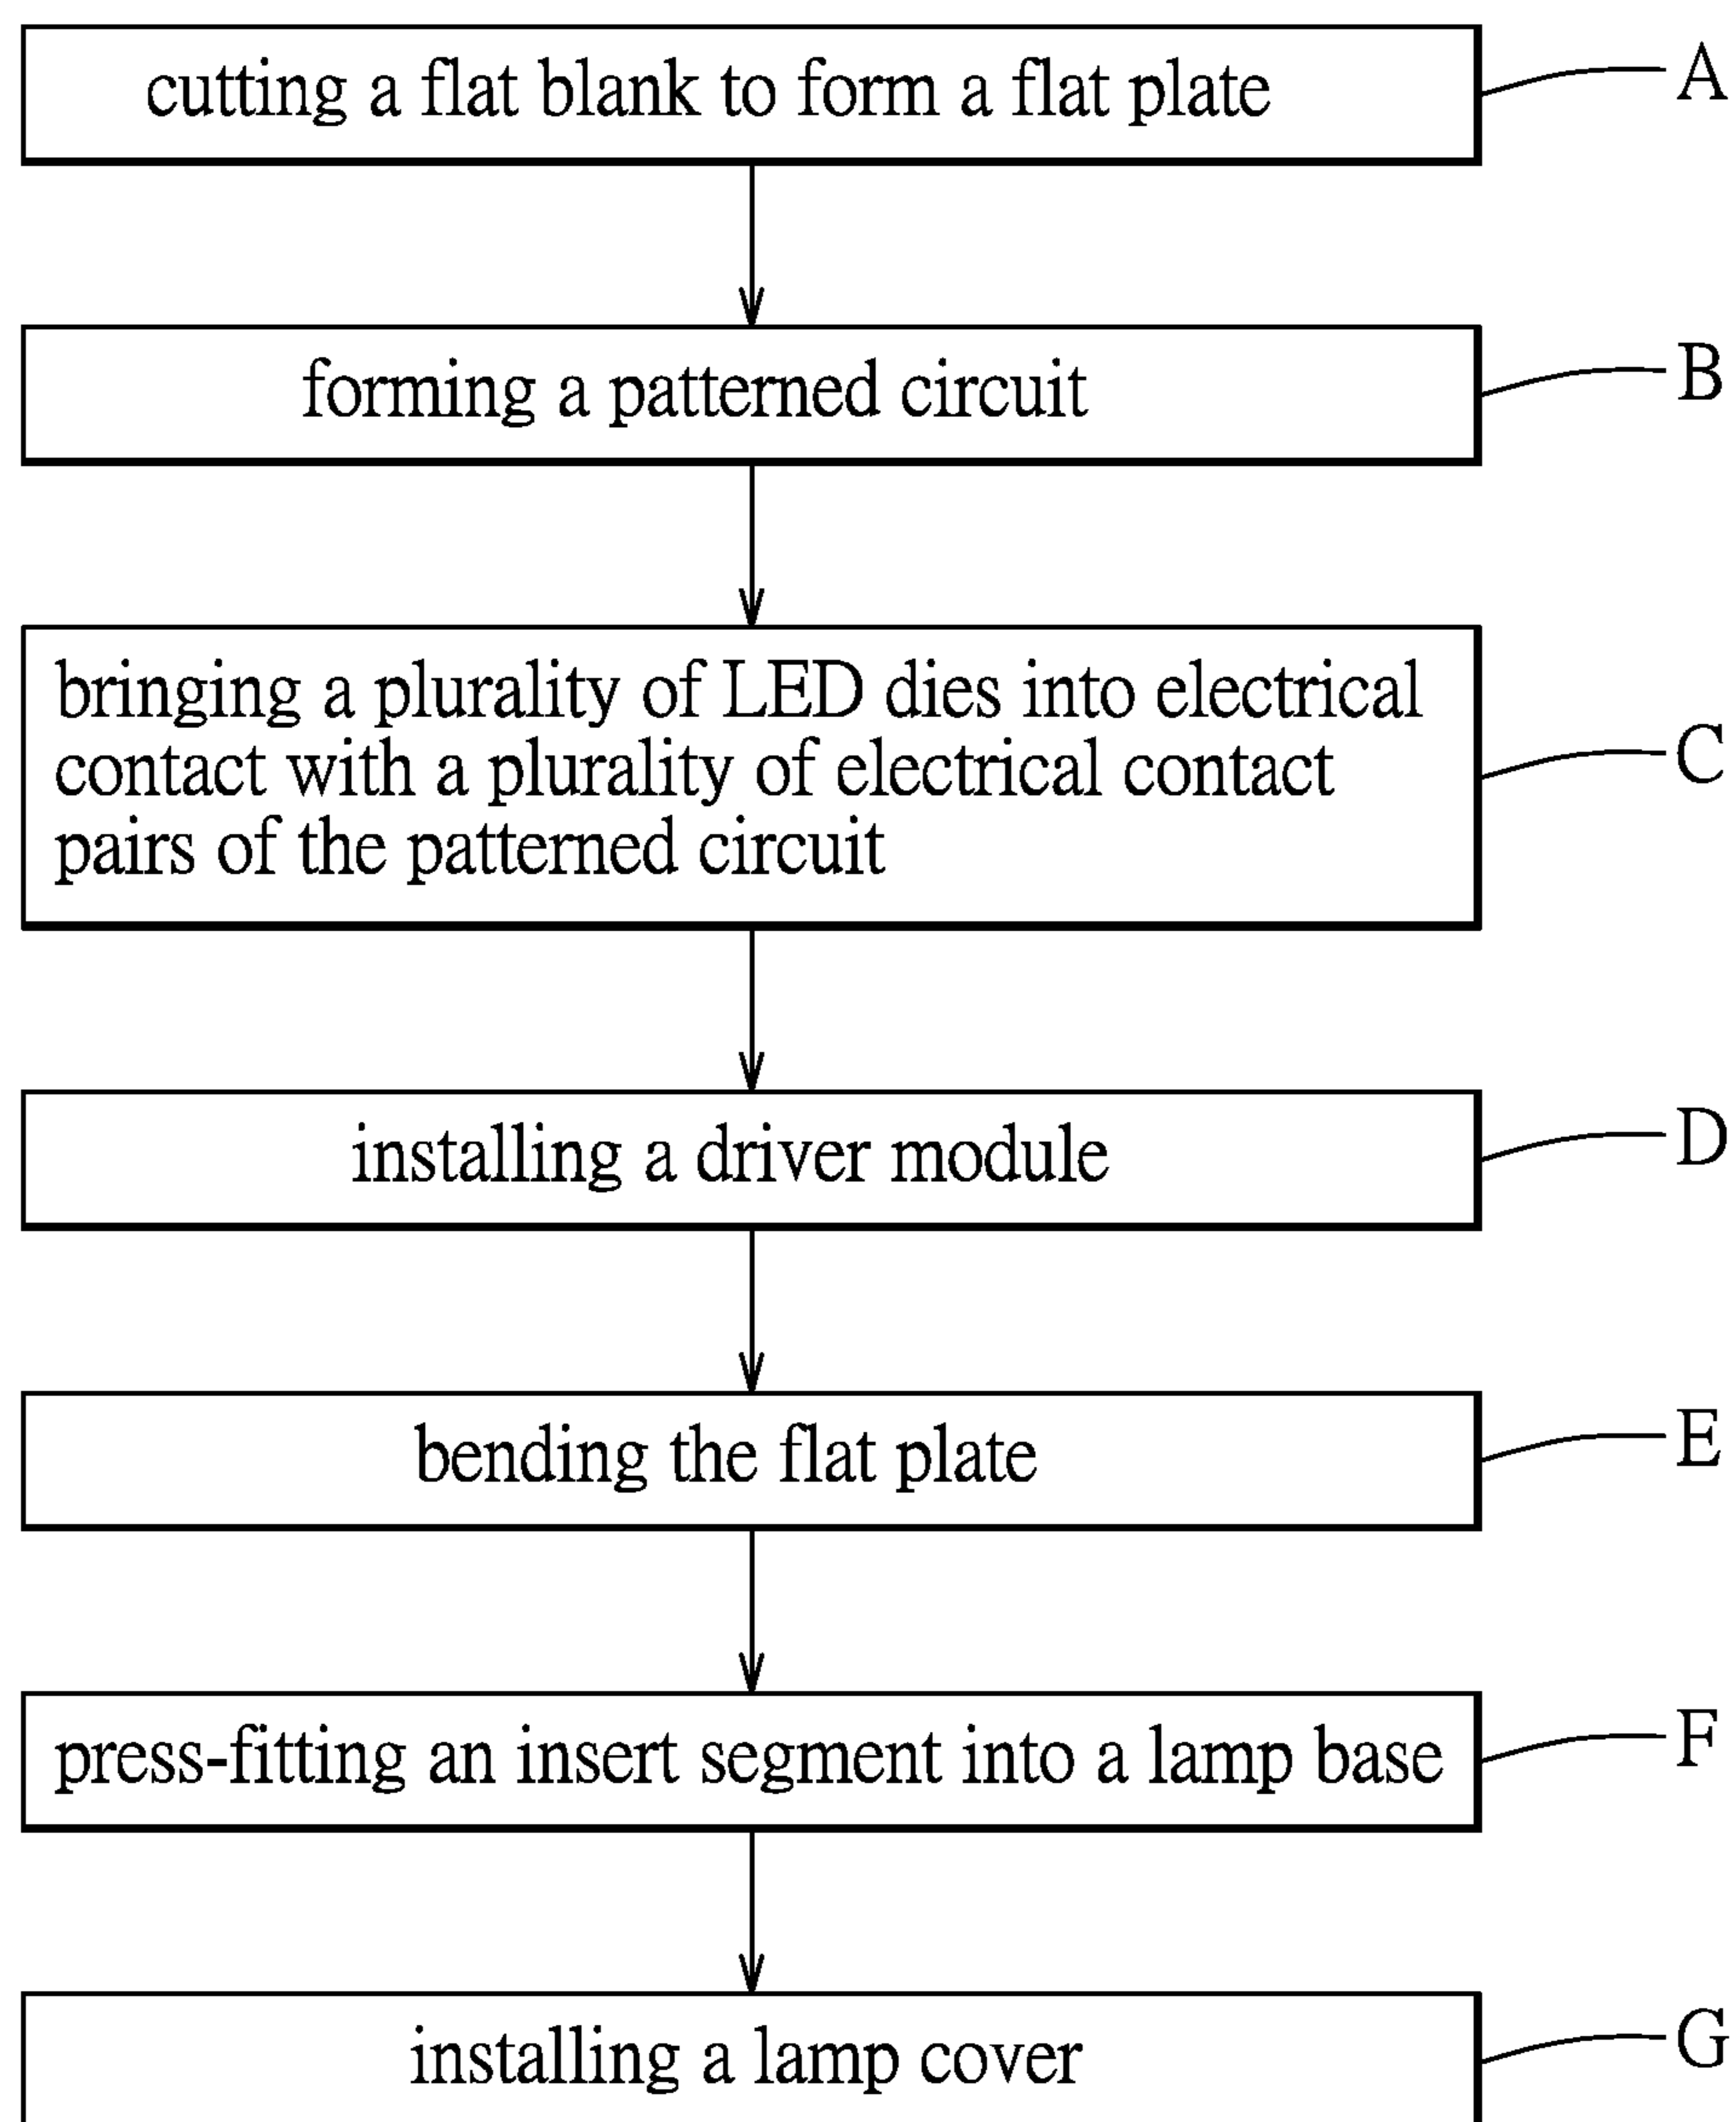 cutting a flat blank to form a flat plate
A
forming a patterned circuit
B
bringing a plurality of LED dies into electrical
contact with a plurality of electrical contact
pairs of the patterned circuit
C
installing a driver module
D
bending the flat plate
E
press-fitting an insert segment into a lamp base
F
installing a lamp cover
G